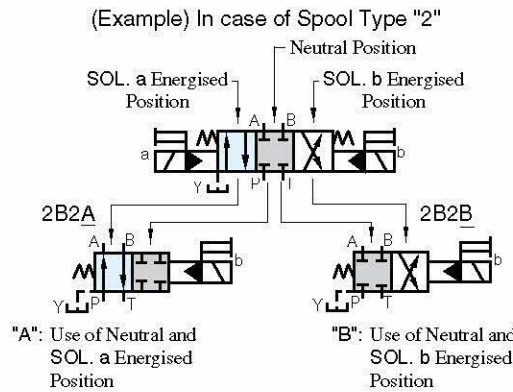 (Example) In case of Spool Type "2"
Neutral Position
SOL. a Energised
Position
SOL. b Energised
Position
A B
a
b
Y
P T
2B2A
2B2B
A B
b
Y
P T
A B
b
Y
P T
"A": Use of Neutral and
SOL. a Energised
Position
"B": Use of Neutral and
SOL. b Energised
Position